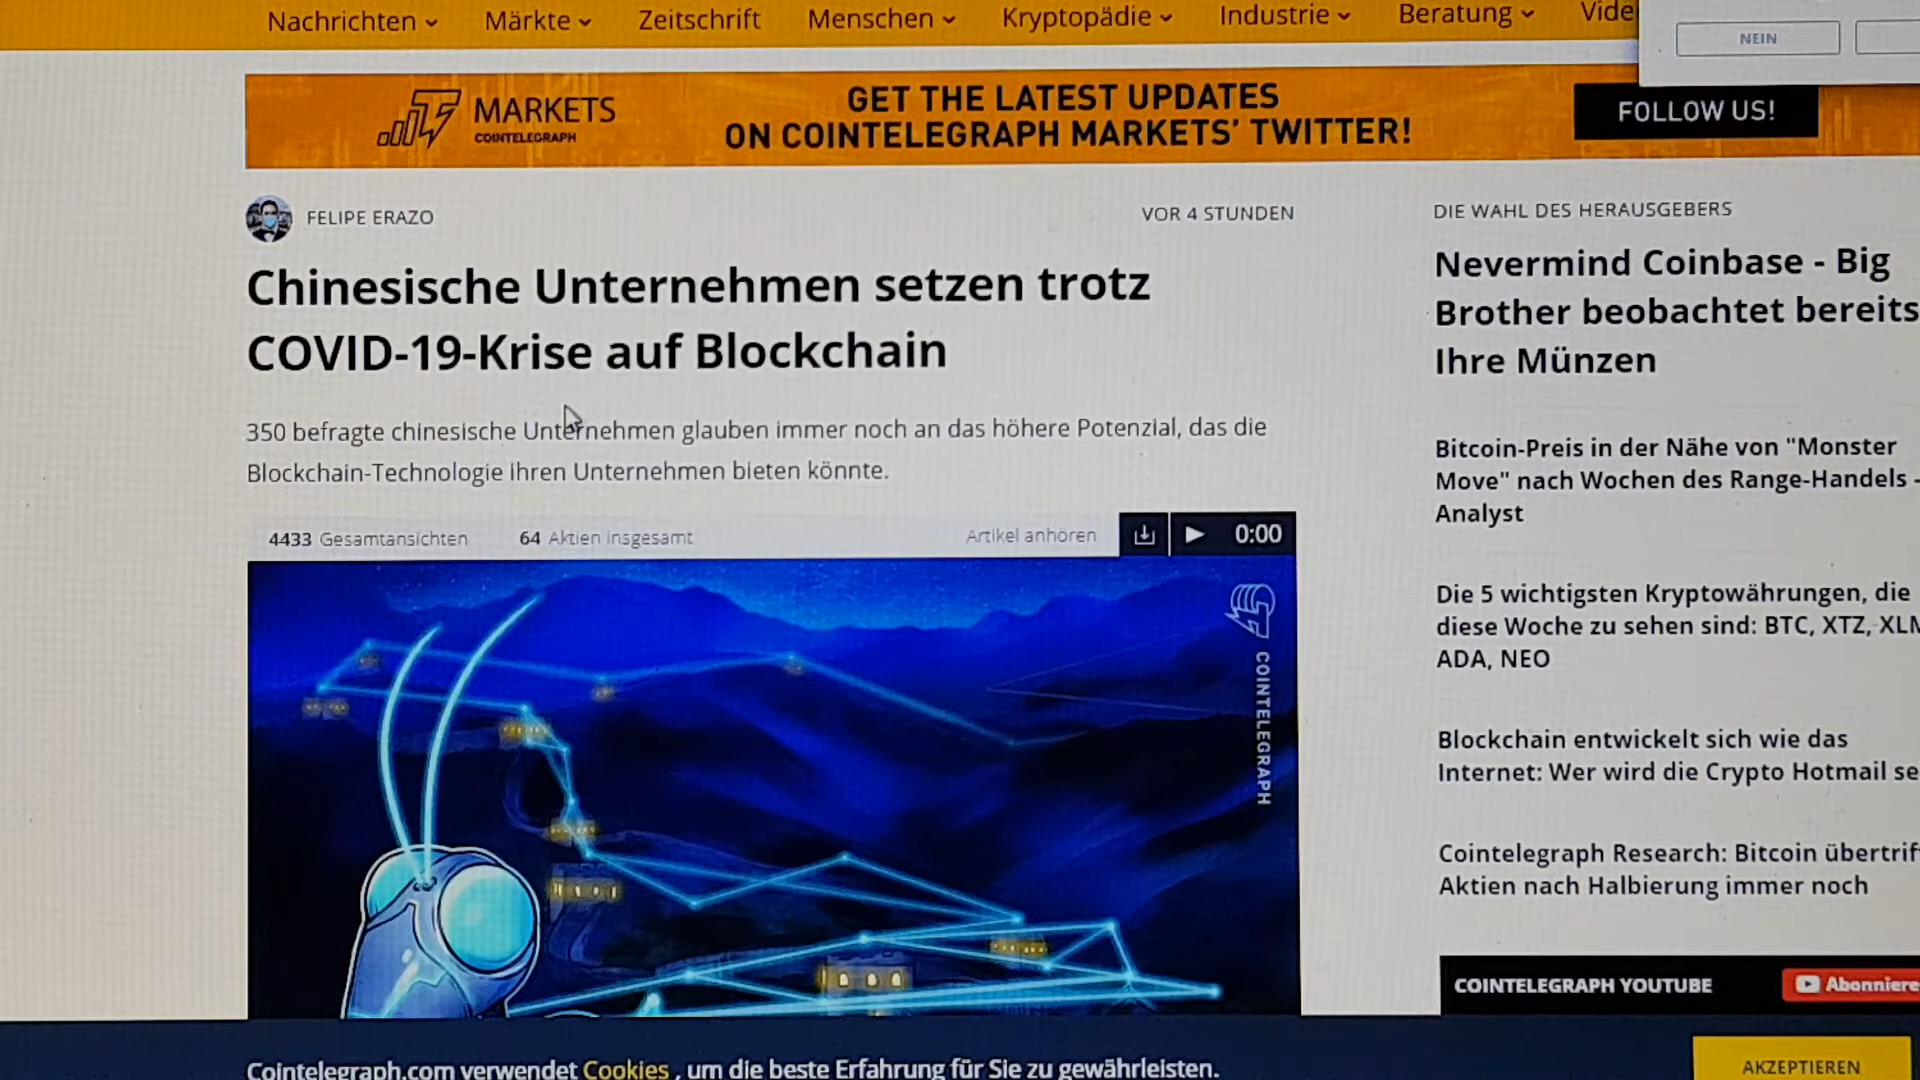 Nachrichten
Märkte
Zeitschrift
Menschen
Kryptopädie
Industrie
Beratung
NEIN
MARKETS
COINTELEGRAPH
GET THE LATEST UPDATES
ON COINTELEGRAPH MARKETS' TWITTER!
FOLLOW US!
FELIPE ERAZO
VOR 4 STUNDEN
Chinesische Unternehmen setzen trotz
COVID-19-Krise auf Blockchain
350 befragte chinesische Unternehmen glauben immer noch an das höhere Potenzial, das die
Blockchain-Technologie ihren Unternehmen bieten könnte.
4433 Gesamtansichten
64 Aktien insgesamt
Artikel anhören
0:00
COINTELEGRAPH
DIE WAHL DES HERAUSGEBERS
Nevermind Coinbase - Big
Brother beobachtet bereits
Ihre Münzen
Bitcoin-Preis in der Nähe von "Monster
Move" nach Wochen des Range-Handels -
Analyst
Die 5 wichtigsten Kryptowährungen, die
diese Woche zu sehen sind: BTC, XTZ,
ADA, NEO
Blockchain entwickelt sich wie das
Internet: Wer wird die Crypto Hotmail
Cointelegraph Research: Bitcoin
Aktien nach Halbierung immer noch
COINTELEGRAPH YOUTUBE
Cointelegraph.com verwendet Cookies , um die beste Erfahrung für Sie zu gewährleisten.
AKZEPTIEREN